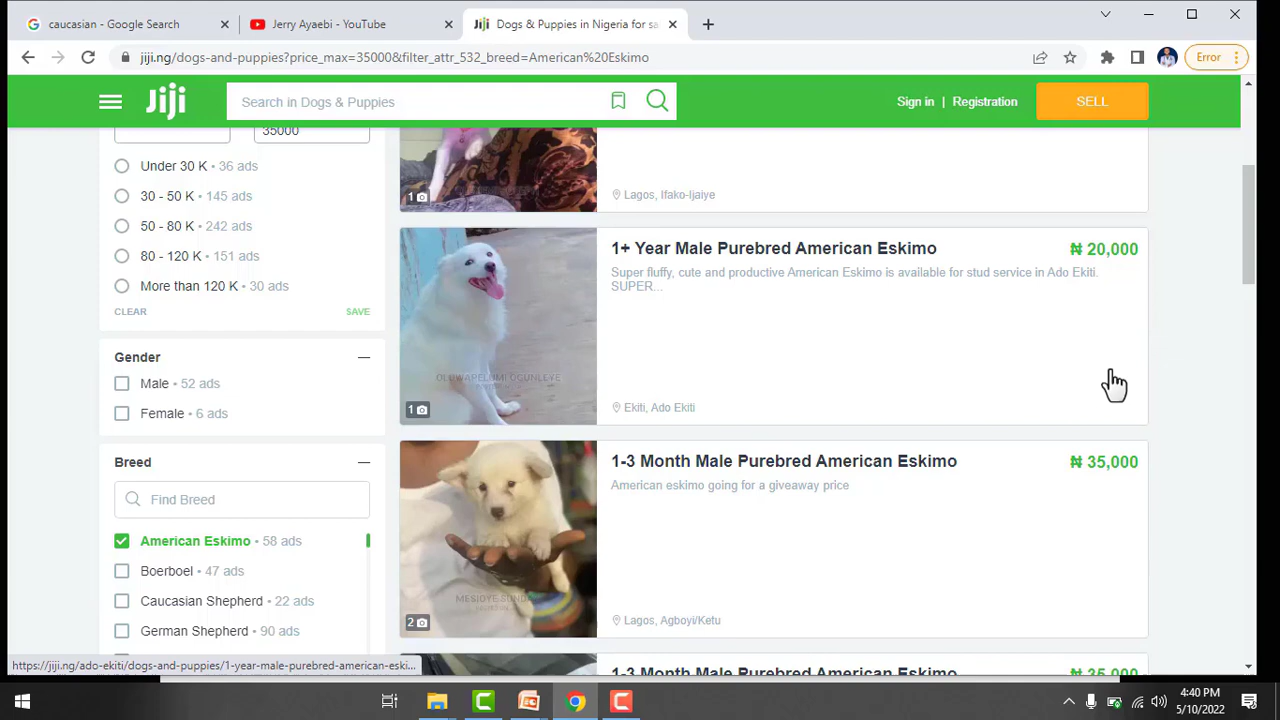 caucasian - Google Search
Jerry Ayaebi - YouTube
Jiji Dogs & Puppies in Nigeria for sa
jiji.ng/dogs-and-puppies?price_max=35000&filter_attr_532_breed=American%20Eskimo
Error
Jiji
Search in Dogs & Puppies
Sign in | Registration
SELL
35000
Under 30 K • 36 ads
30 - 50 K • 145 ads
50 - 80 K • 242 ads
80 - 120 K • 151 ads
More than 120 K • 30 ads
CLEAR
SAVE
Gender
Male • 52 ads
Female • 6 ads
Breed
Find Breed
American Eskimo • 58 ads
Boerboel • 47 ads
Caucasian Shepherd • 22 ads
German Shepherd • 90 ads
1
Lagos, Ifako-Ijaiye
1+ Year Male Purebred American Eskimo
₦ 20,000
Super fluffy, cute and productive American Eskimo is available for stud service in Ado Ekiti.
SUPER...
OLUWAPELUMI OGUNLEYE
1
Ekiti, Ado Ekiti
1-3 Month Male Purebred American Eskimo
₦ 35,000
American eskimo going for a giveaway price
MESIOYE SUNDAY
2
Lagos, Agboyi/Ketu
1-3 Month Male Purebred American Eskimo
₦ 35,000
https://jiji.ng/ado-ekiti/dogs-and-puppies/1-year-male-purebred-american-eski...
4:40 PM
5/10/2022